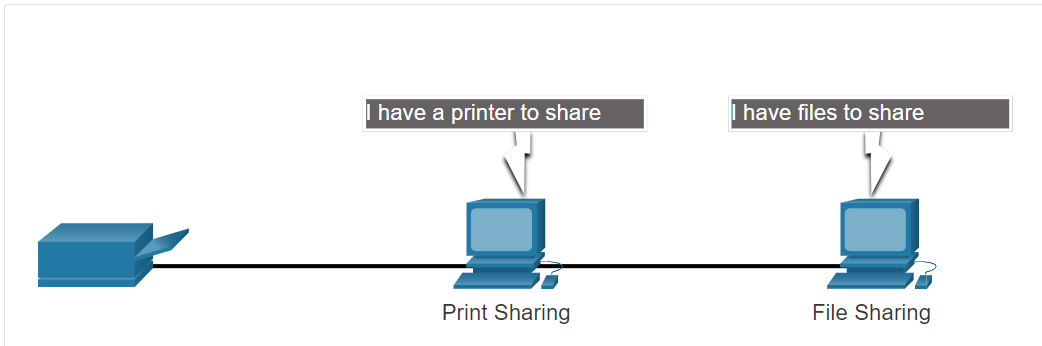 I have a printer to share
I have files to share
Print Sharing
File Sharing